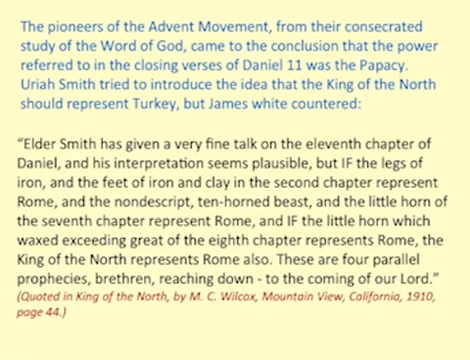 The pioneers of the Advent Movement, from their consecrated
study of the Word of God, came to the conclusion that the power
referred to in the closing verses of Daniel 11 was the Papacy.
Uriah Smith tried to introduce the idea that the King of the North
should represent Turkey, but James white countered:
“Elder Smith has given a very fine talk on the eleventh chapter of
Daniel, and his interpretation seems plausible, but IF the legs of
iron, and the feet of iron and clay in the second chapter represent
Rome, and the nondescript, ten-horned beast, and the little horn of
the seventh chapter represent Rome, and IF the little horn which
waxed exceeding great of the eighth chapter represents Rome, the
King of the North represents Rome also. These are four parallel
prophecies, brethren, reaching down - to the coming of our Lord.”
(Quoted in King of the North, by M. C. Wilcox, Mountain View, California, 1910,
page 44.)